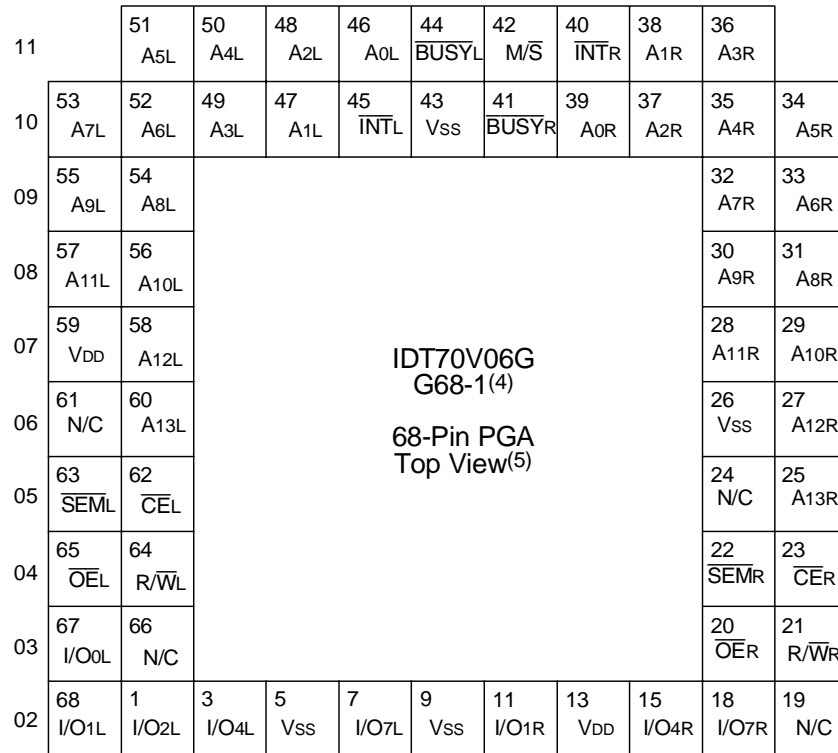 11 51 50 48 46 44 42 40 38 36
A5L A4L A2L A0L BUSYL M/S INTR A1R A3R
10 53 52 49 47 45 43 41 39 37 35 34
A7L A6L A3L A1L INTL VSS BUSYR A0R A2R A4R A5R
09 55 54 32 33
A9L A8L A7R A6R
08 57 56 30 31
A11L A10L A9R A8R
07 59 58 28 29
VDD A12L A11R A10R
IDT70V06G
G68-1(4)
06 61 60 26 27
N/C A13L VSS A12R
68-Pin PGA
Top View(5)
05 63 62 24 25
SEML CEL N/C A13R
04 65 64 22 23
OEL R/WL SEMR CER
03 67 66 20 21
I/O0L N/C OER R/WR
02 68 1 3 5 7 9 11 13 15 18 19
I/O1L I/O2L I/O4L VSS I/O7L VSS I/O1R VDD I/O4R I/O7R N/C